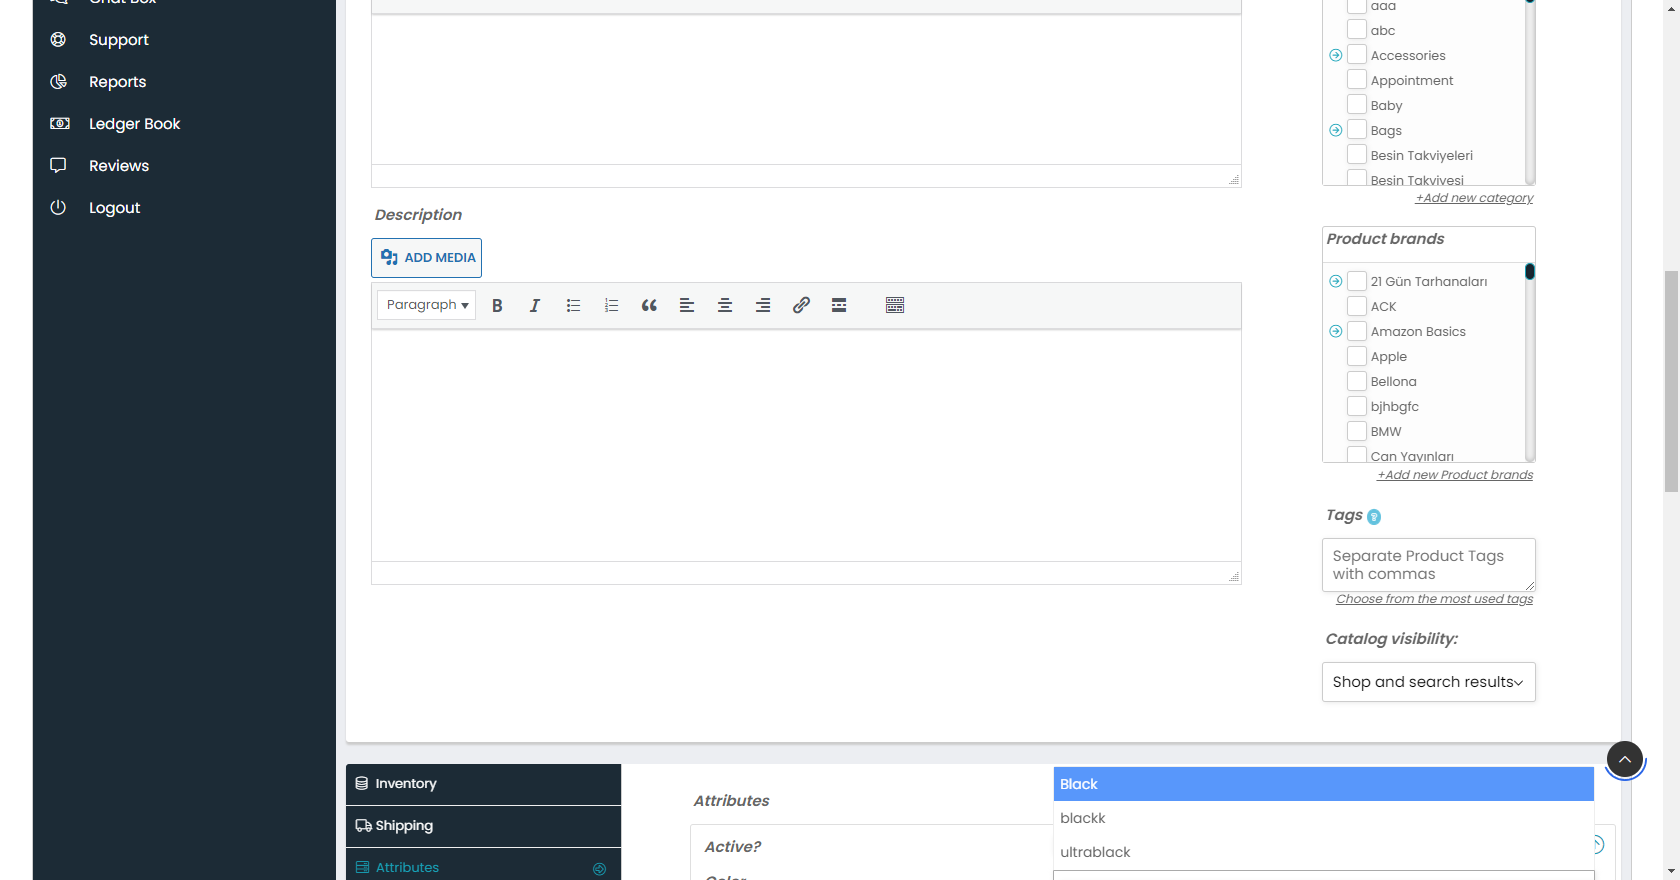 Chat Box
Support
Reports
Ledger Book
Reviews
Logout
Description
ADD MEDIA
Paragraph
B
I
aaa
abc
Accessories
Appointment
Baby
Bags
Besin Takviyeleri
Besin Takviyesi
+Add new category
Product brands
21 Gün Tarhanaları
ACK
Amazon Basics
Apple
Bellona
bjhbgfc
BMW
Can Yayınları
+Add new Product brands
Tags
Separate Product Tags
with commas
Choose from the most used tags
Catalog visibility:
Shop and search results
Inventory
Shipping
Attributes
Attributes
Active?
Color
Black
blackk
ultrablack